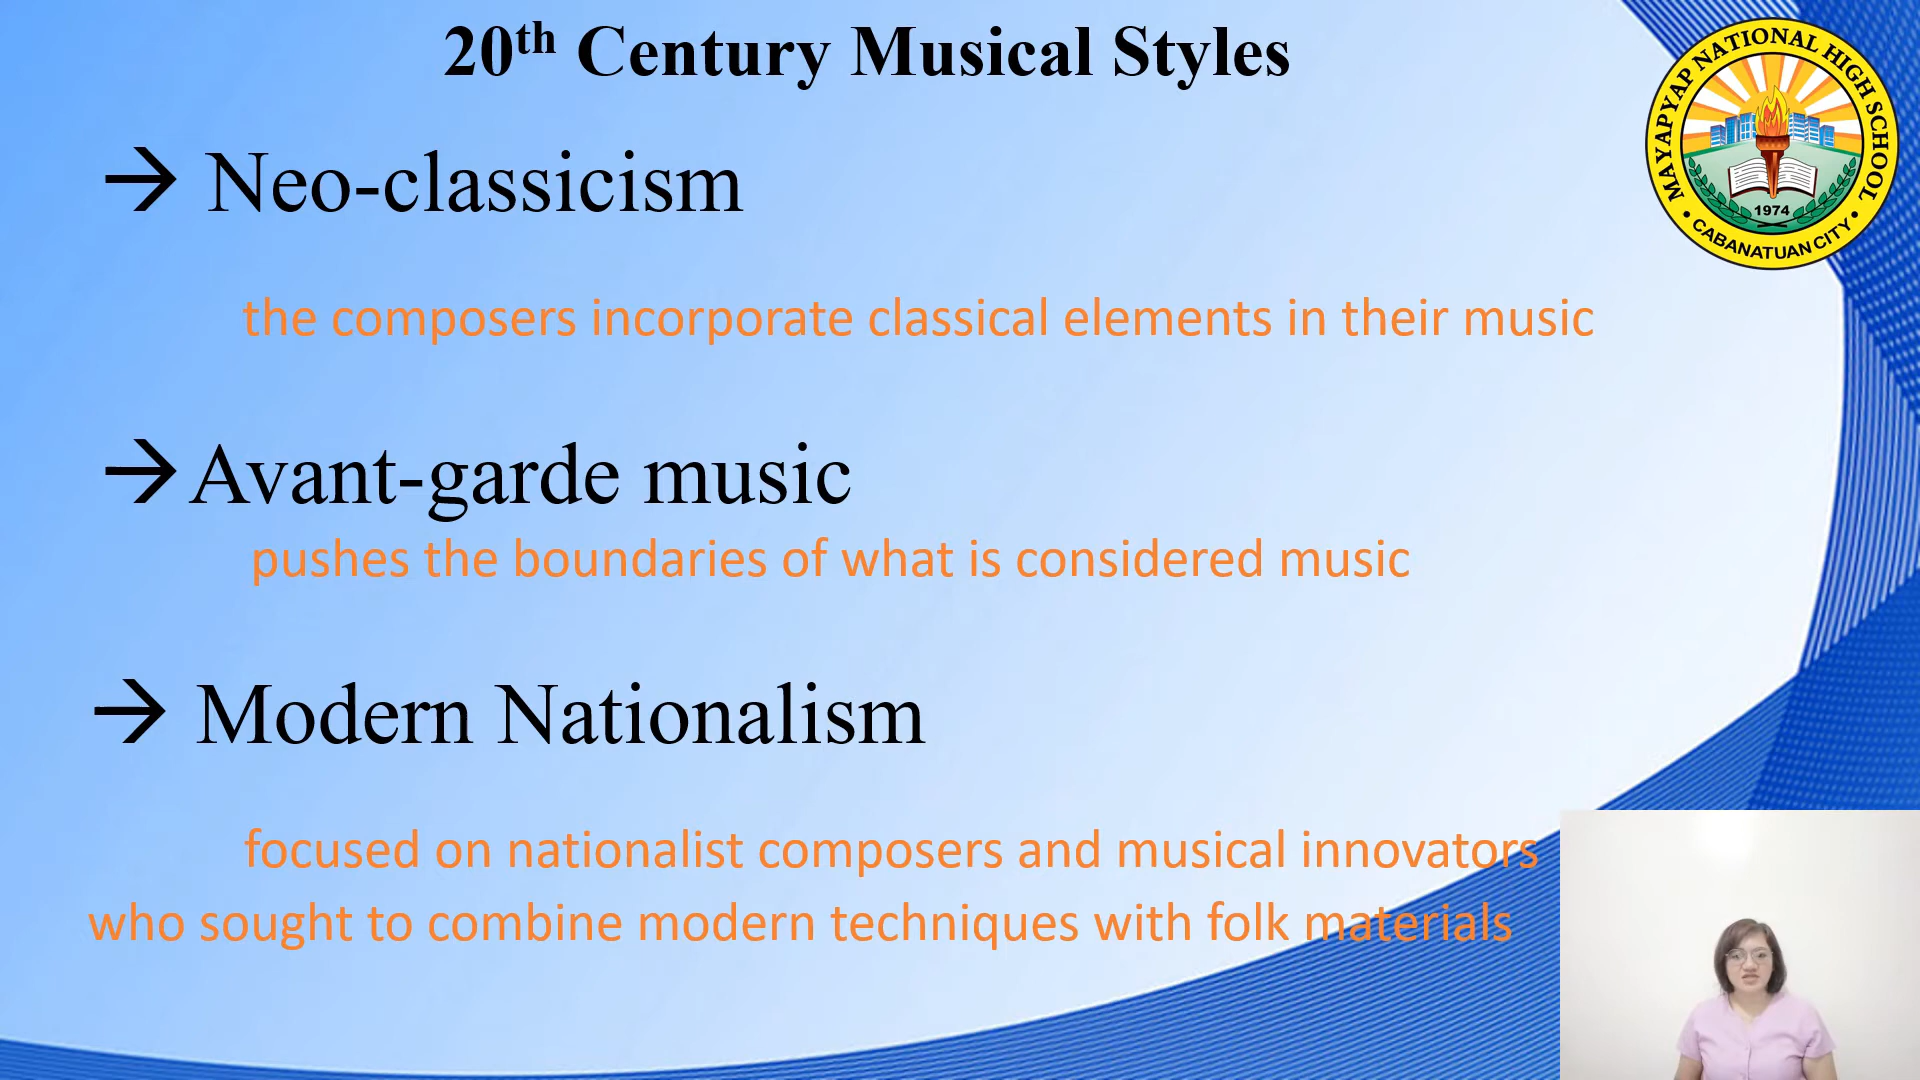 20th Century Musical Styles
MAYAPYAP NATIONAL HIGH SCHOOL
1974
• CABANATUAN CITY •
→ Neo-classicism
the composers incorporate classical elements in their music
→ Avant-garde music
pushes the boundaries of what is considered music
→ Modern Nationalism
focused on nationalist composers and musical innovators
who sought to combine modern techniques with folk materials